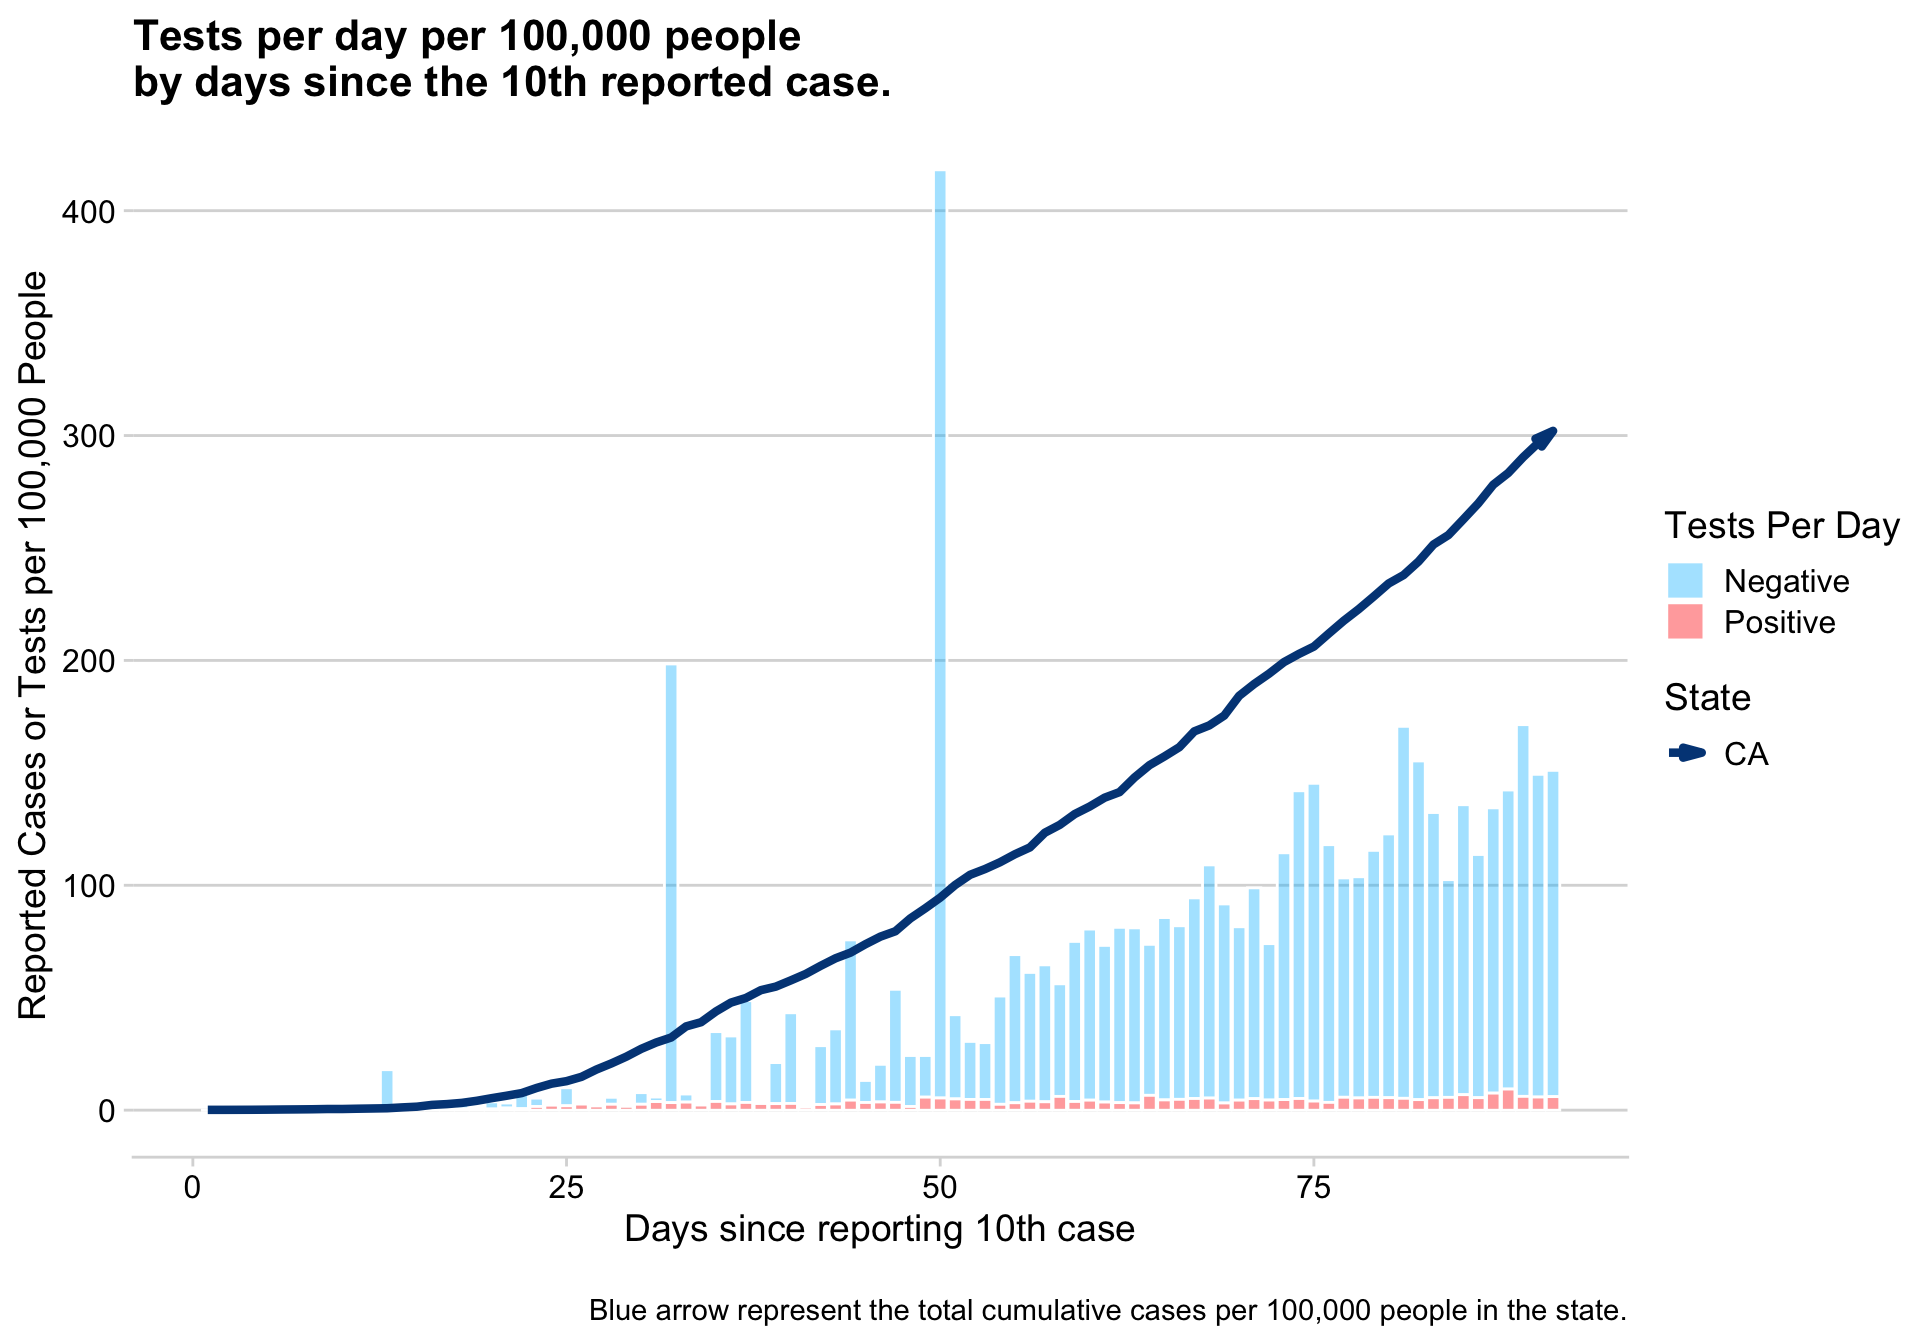 Tests per day per 100,000 people
by days since the 10th reported case.
Reported Cases or Tests per 100,000 People
400
300
200
100
0
0
25
50
75
Days since reporting 10th case
Tests Per Day
Negative
Positive
State
CA
Blue arrow represent the total cumulative cases per 100,000 people in the state.